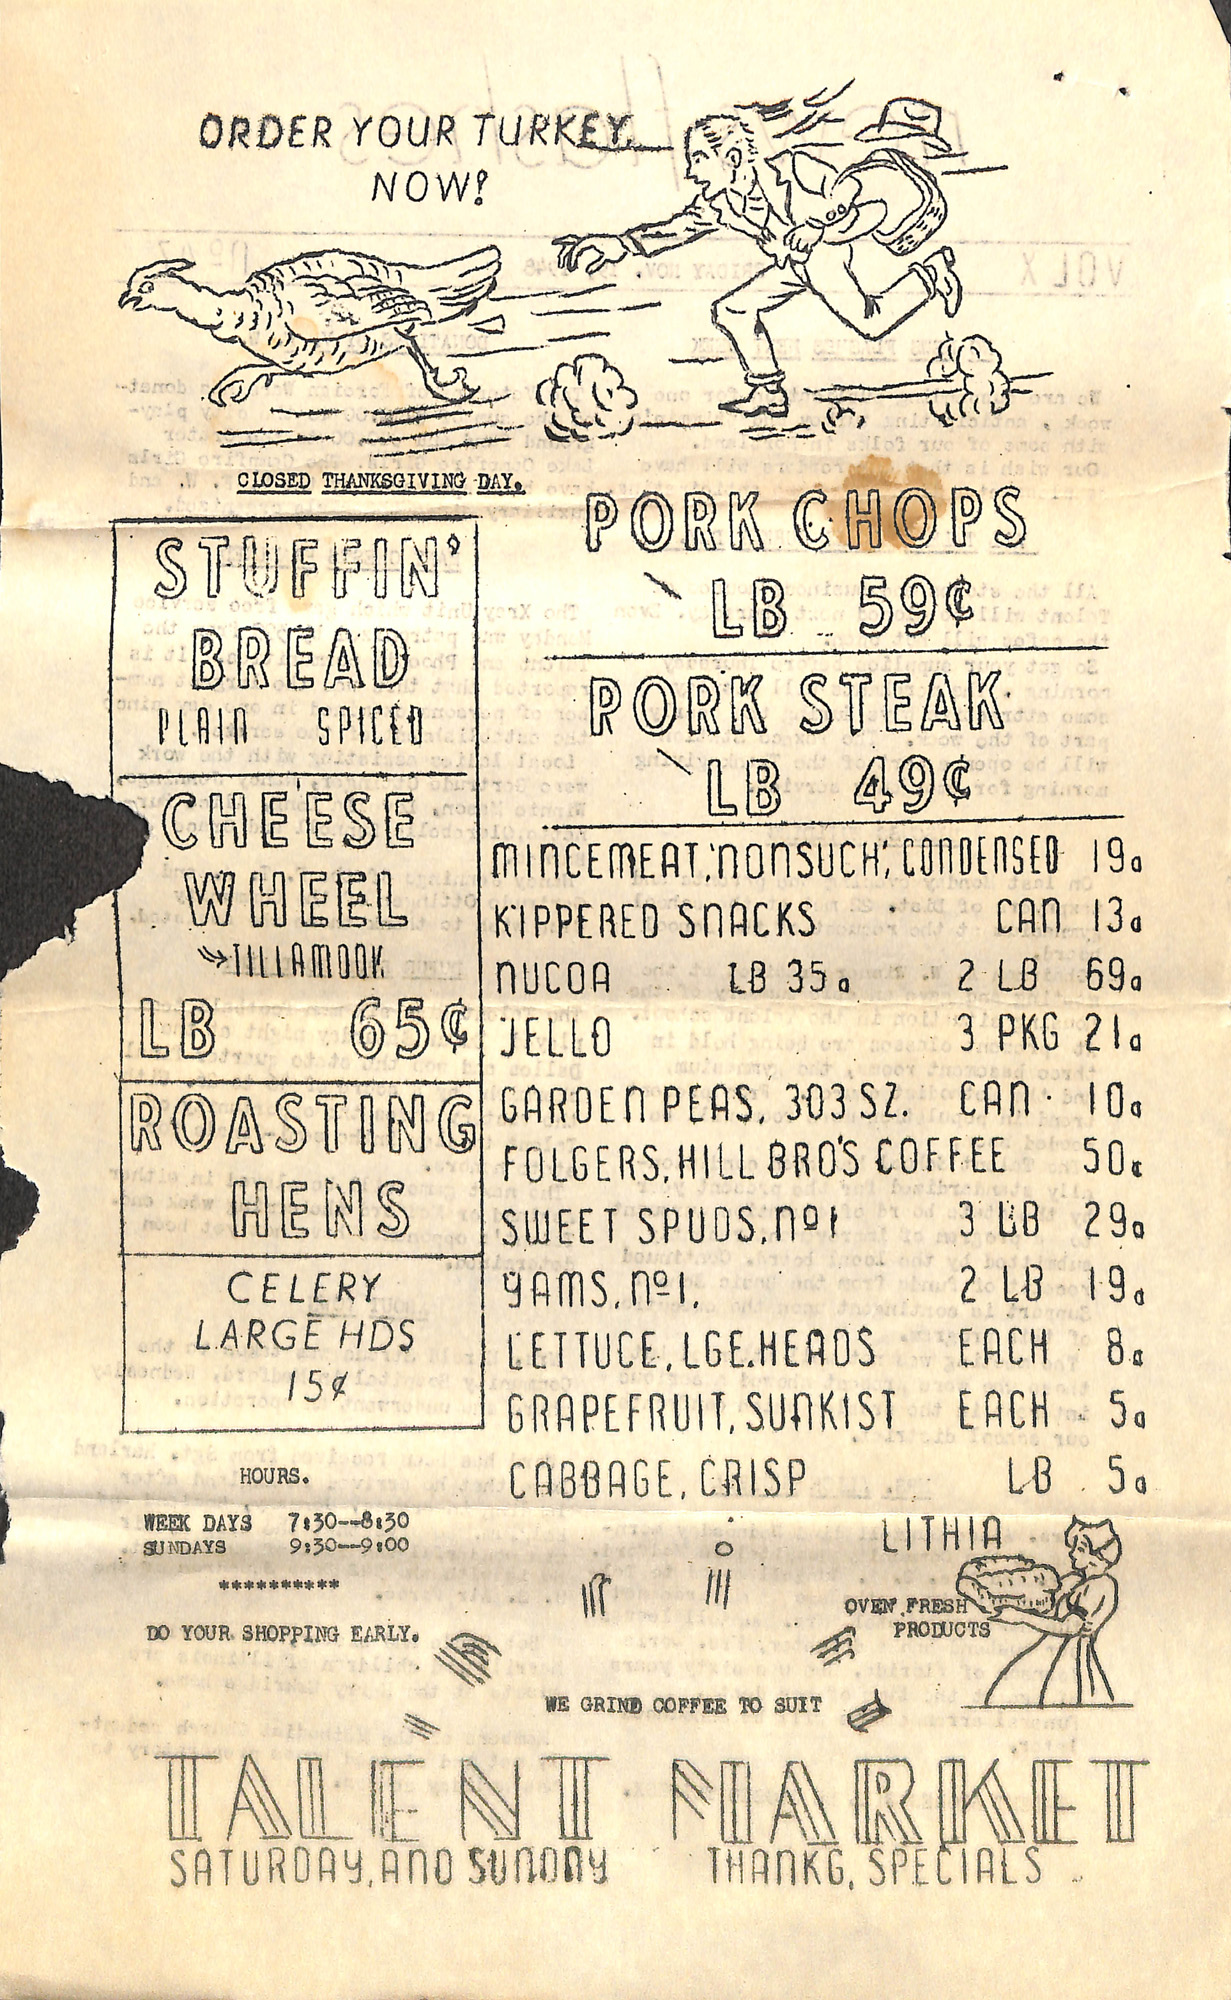 ORDER YOUR TURKEY
NOW!
CLOSED THANKSGIVING DAY.
STUFFIN'
BREAD
PLAIN SPICED
CHEESE
WHEEL
TILLAMOOK
LB 65¢
ROASTING
HENS
CELERY
LARGE HDS
15¢
PORK CHOPS
LB 59¢
PORK STEAK
LB 49¢
MINCEMEAT,'NONSUCH', CONDENSED 19¢
KIPPERED SNACKS CAN 13¢
NUCOA LB 35¢ 2 LB 69¢
JELLO 3 PKG 21¢
GARDEN PEAS, 303 SZ. CAN 10¢
FOLGERS, HILL BRO'S COFFEE 50¢
SWEET SPUDS, Nº1 3 LB 29¢
YAMS, Nº1. 2 LB 19¢
LETTUCE, LGE. HEADS EACH 8¢
GRAPEFRUIT, SUNKIST EACH 5¢
CABBAGE, CRISP LB 5¢
HOURS.
WEEK DAYS 7:30--8:30
SUNDAYS 9:30--9:00
**********
DO YOUR SHOPPING EARLY.
LITHIA
OVEN FRESH
PRODUCTS
WE GRIND COFFEE TO SUIT
TALENT MARKET
SATURDAY, AND SUNDAY THANKG, SPECIALS